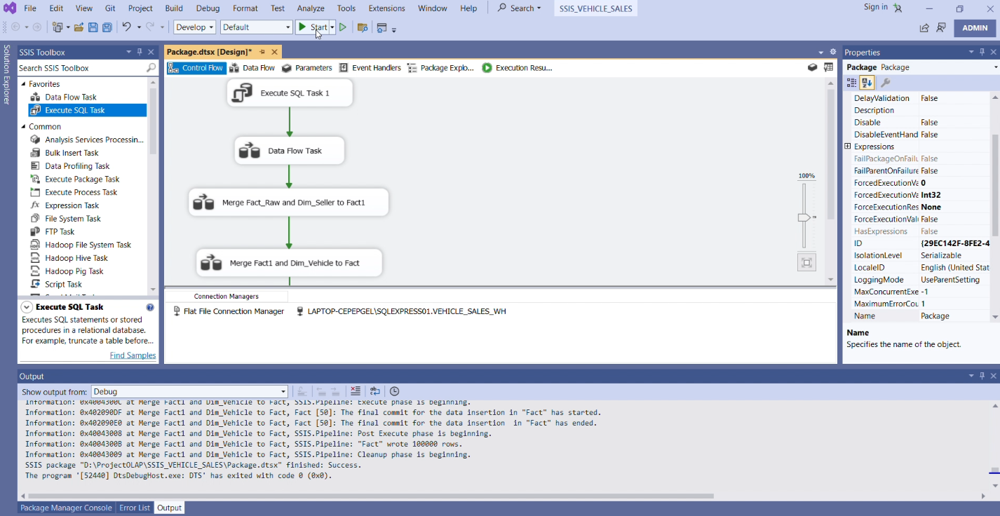 File Edit View Git Project Build Debug Format Test Analyze Tools Extensions Window Help Search SSIS_VEHICLE_SALES Sign in
Develop Default Start ADMIN
Solution Explorer
SSIS Toolbox
Search SSIS Toolbox
Favorites
Data Flow Task
Execute SQL Task
Common
Analysis Services Processin...
Bulk Insert Task
Data Profiling Task
Execute Package Task
Execute Process Task
Expression Task
File System Task
FTP Task
Hadoop File System Task
Hadoop Hive Task
Hadoop Pig Task
Script Task
Execute SQL Task
Executes SQL statements or stored
procedures in a relational database.
For example, truncate a table before...
Find Samples
Package.dtsx [Design]*
Control Flow Data Flow Parameters Event Handlers Package Explo... Execution Resu...
Execute SQL Task 1
Data Flow Task
Merge Fact_Raw and Dim_Seller to Fact1
Merge Fact1 and Dim_Vehicle to Fact
100%
Connection Managers
Flat File Connection Manager LAPTOP-CEPEPGEL\SQLEXPRESS01.VEHICLE_SALES_WH
Properties
Package Package
DelayValidation False
Description
Disable False
DisableEventHand False
Expressions
FailPackageOnFailu False
FailParentOnFailure False
ForcedExecutionVa 0
ForcedExecutionVa Int32
ForceExecutionRes None
ForceExecutionValu False
HasExpressions False
ID {29EC142F-8FE2-4
IsolationLevel Serializable
LocaleID English (United Stat
LoggingMode UseParentSetting
MaxConcurrentExe -1
MaximumErrorCou 1
Name Package
Name
Specifies the name of the object.
Output
Show output from: Debug
Information: 0x4004300C at Merge Fact1 and Dim_Vehicle to Fact, SSIS.Pipeline: Execute phase is beginning.
Information: 0x402090DF at Merge Fact1 and Dim_Vehicle to Fact, Fact [50]: The final commit for the data insertion in "Fact" has started.
Information: 0x402090E0 at Merge Fact1 and Dim_Vehicle to Fact, Fact [50]: The final commit for the data insertion  in "Fact" has ended.
Information: 0x40043008 at Merge Fact1 and Dim_Vehicle to Fact, SSIS.Pipeline: Post Execute phase is beginning.
Information: 0x4004300B at Merge Fact1 and Dim_Vehicle to Fact, SSIS.Pipeline: "Fact" wrote 100000 rows.
Information: 0x40043009 at Merge Fact1 and Dim_Vehicle to Fact, SSIS.Pipeline: Cleanup phase is beginning.
SSIS package "D:\ProjectOLAP\SSIS_VEHICLE_SALES\Package.dtsx" finished: Success.
The program '[52440] DtsDebugHost.exe: DTS' has exited with code 0 (0x0).
Package Manager Console Error List Output